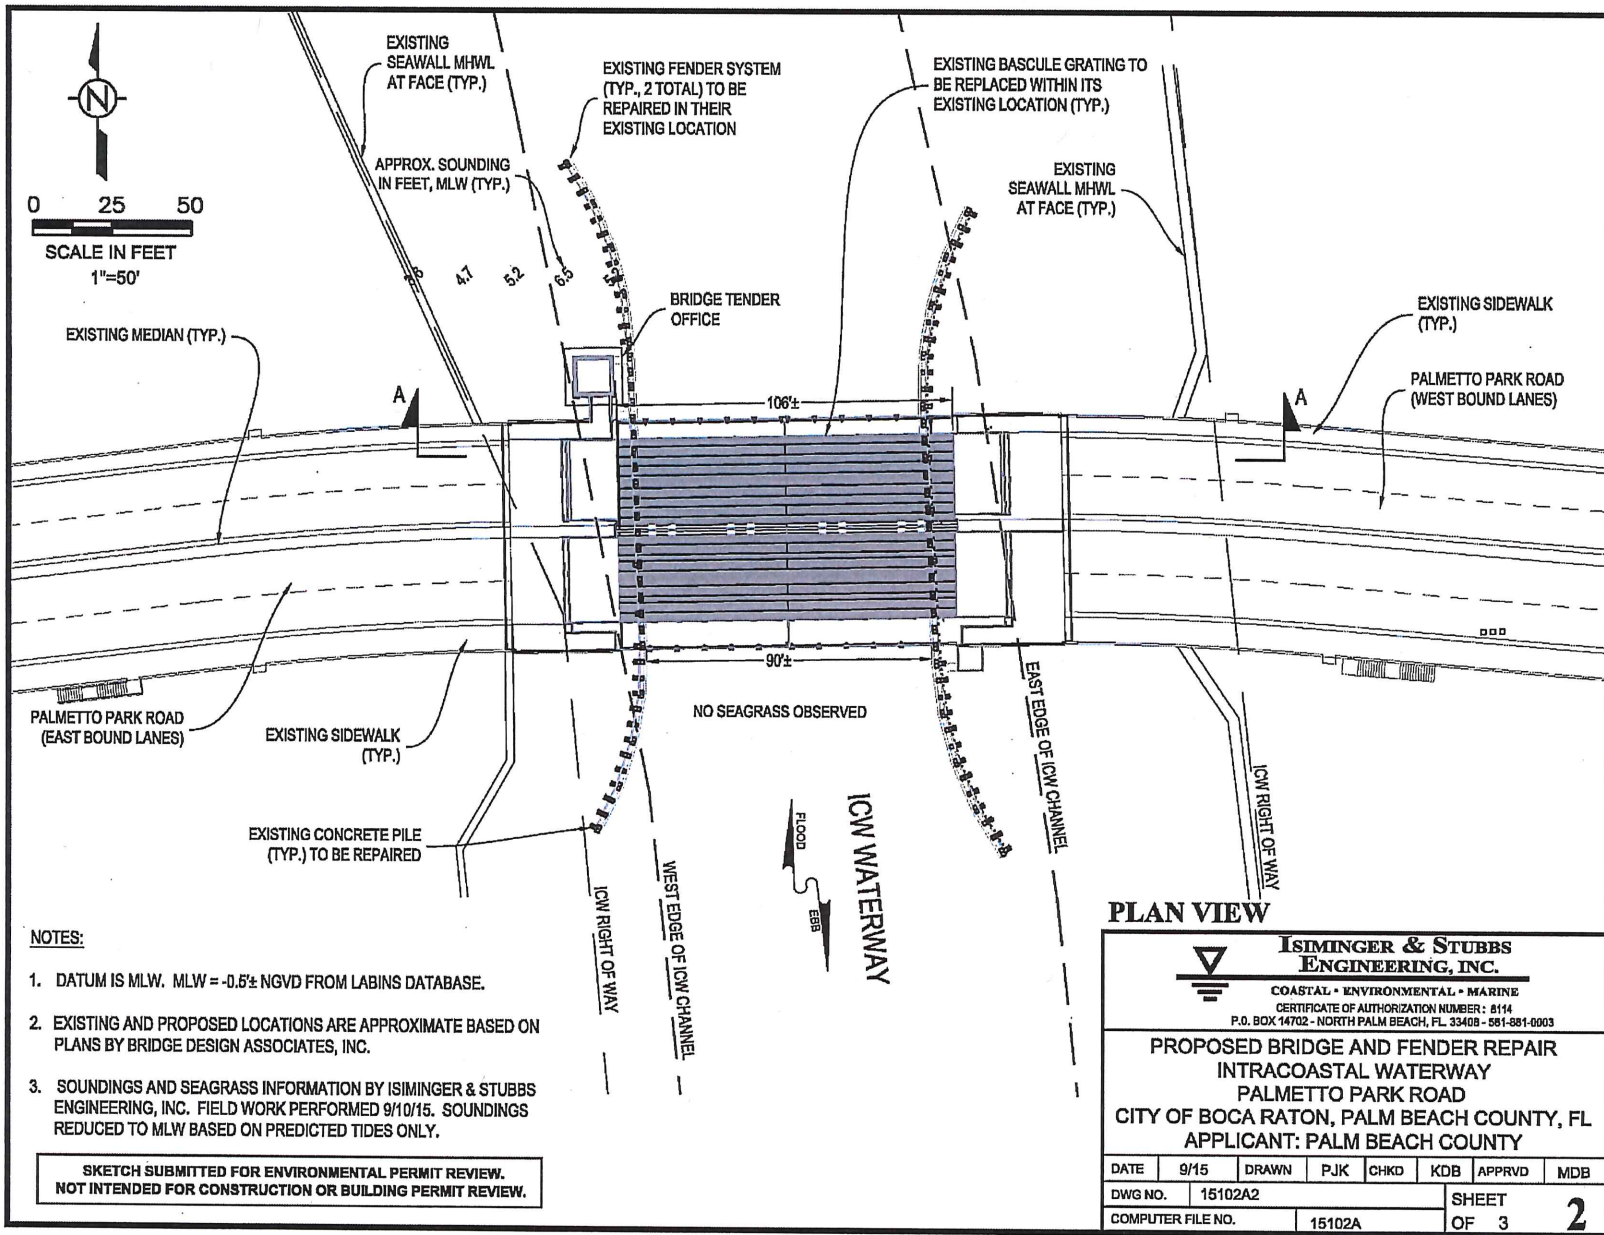 EXISTING
SEAWALL MHWL
AT FACE (TYP.)
EXISTING FENDER SYSTEM
(TYP., 2 TOTAL) TO BE
REPAIRED IN THEIR
EXISTING LOCATION
EXISTING BASCULE GRATING TO
BE REPLACED WITHIN ITS
EXISTING LOCATION (TYP.)
N
APPROX. SOUNDING
IN FEET, MLW (TYP.)
EXISTING
SEAWALL MHWL
AT FACE (TYP.)
0 25 50
SCALE IN FEET
1"=50'
4.7
5.2
6.5
BRIDGE TENDER
OFFICE
EXISTING MEDIAN (TYP.)
EXISTING SIDEWALK
(TYP.)
PALMETTO PARK ROAD
(WEST BOUND LANES)
A
106'±
A
90'±
NO SEAGRASS OBSERVED
PALMETTO PARK ROAD
(EAST BOUND LANES)
EXISTING SIDEWALK
(TYP.)
EXISTING CONCRETE PILE
(TYP.) TO BE REPAIRED
EAST EDGE OF ICW CHANNEL
ICW RIGHT OF WAY
FLOOD
EBB
ICW WATERWAY
ICW RIGHT OF WAY
WEST EDGE OF ICW CHANNEL
NOTES:
1. DATUM IS MLW. MLW = -0.5'± NGVD FROM LABINS DATABASE.
2. EXISTING AND PROPOSED LOCATIONS ARE APPROXIMATE BASED ON
PLANS BY BRIDGE DESIGN ASSOCIATES, INC.
3. SOUNDINGS AND SEAGRASS INFORMATION BY ISIMINGER & STUBBS
ENGINEERING, INC. FIELD WORK PERFORMED 9/10/15. SOUNDINGS
REDUCED TO MLW BASED ON PREDICTED TIDES ONLY.
SKETCH SUBMITTED FOR ENVIRONMENTAL PERMIT REVIEW.
NOT INTENDED FOR CONSTRUCTION OR BUILDING PERMIT REVIEW.
PLAN VIEW
ISIMINGER & STUBBS
ENGINEERING, INC.
COASTAL • ENVIRONMENTAL • MARINE
CERTIFICATE OF AUTHORIZATION NUMBER: 8114
P.O. BOX 14702 - NORTH PALM BEACH, FL 33408 - 561-881-0003
PROPOSED BRIDGE AND FENDER REPAIR
INTRACOASTAL WATERWAY
PALMETTO PARK ROAD
CITY OF BOCA RATON, PALM BEACH COUNTY, FL
APPLICANT: PALM BEACH COUNTY
DATE 9/15 DRAWN PJK CHKD KDB APPRVD MDB
DWG NO. 15102A2
COMPUTER FILE NO. 15102A
SHEET 2
OF 3